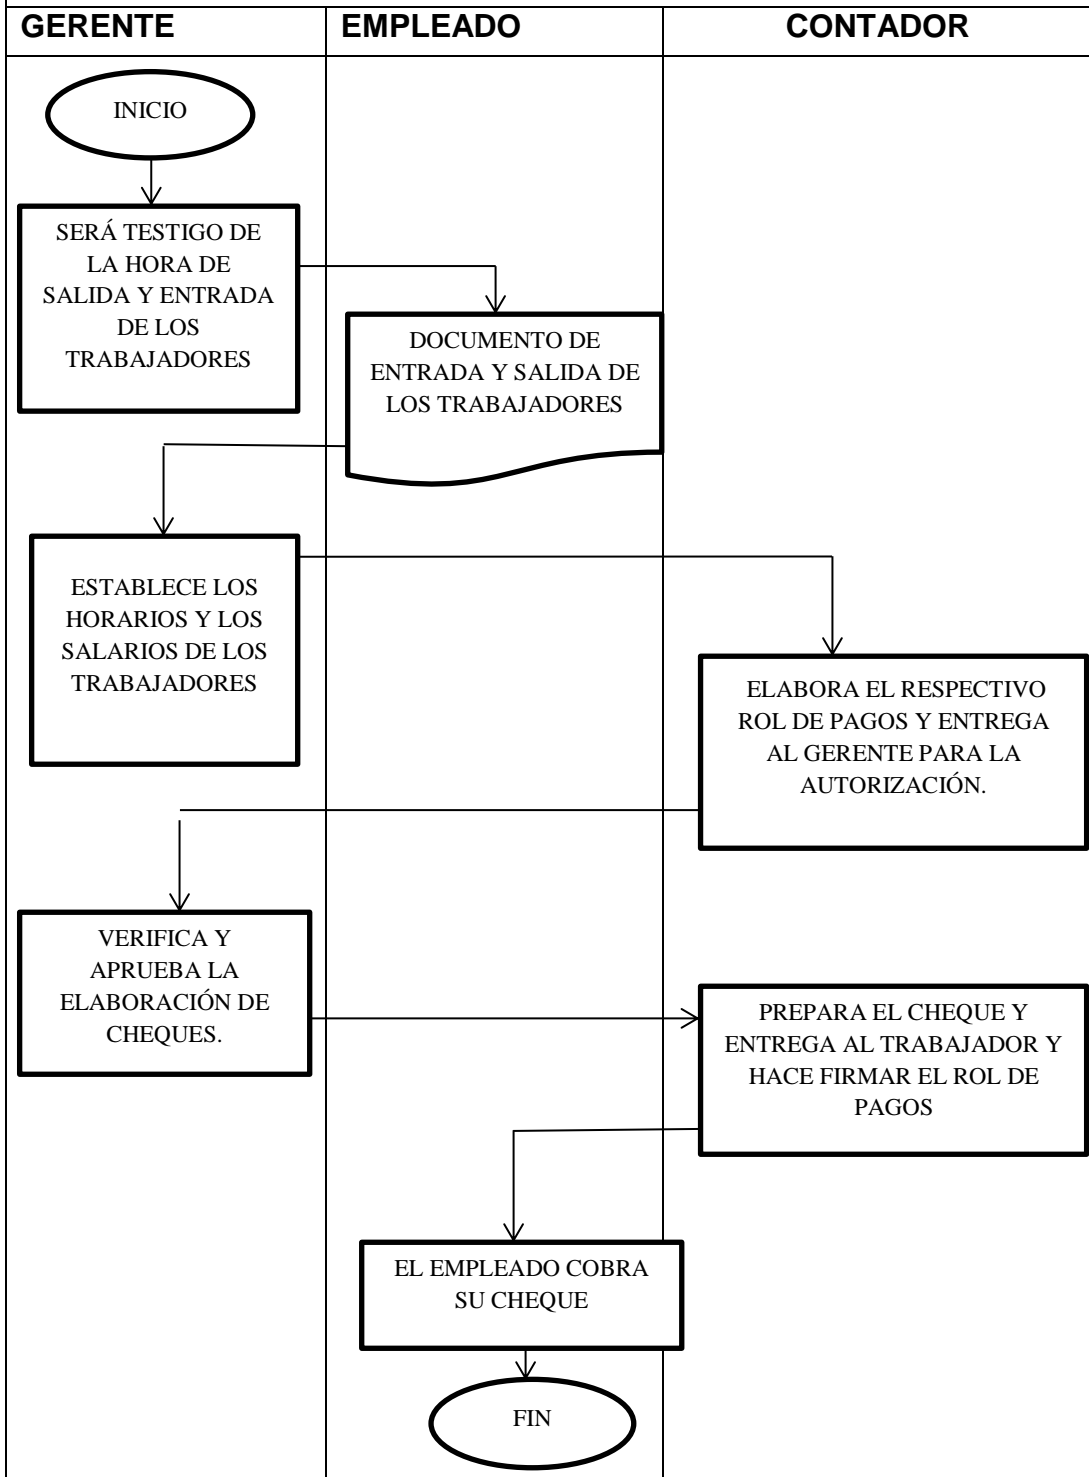 GERENTE
EMPLEADO
CONTADOR
INICIO
SERÁ TESTIGO DE
LA HORA DE
SALIDA Y ENTRADA
DE LOS
TRABAJADORES
DOCUMENTO DE
ENTRADA Y SALIDA DE
LOS TRABAJADORES
ESTABLECE LOS
HORARIOS Y LOS
SALARIOS DE LOS
TRABAJADORES
ELABORA EL RESPECTIVO
ROL DE PAGOS Y ENTREGA
AL GERENTE PARA LA
AUTORIZACIÓN.
VERIFICA Y
APRUEBA LA
ELABORACIÓN DE
CHEQUES.
PREPARA EL CHEQUE Y
ENTREGA AL TRABAJADOR Y
HACE FIRMAR EL ROL DE
PAGOS
EL EMPLEADO COBRA
SU CHEQUE
FIN